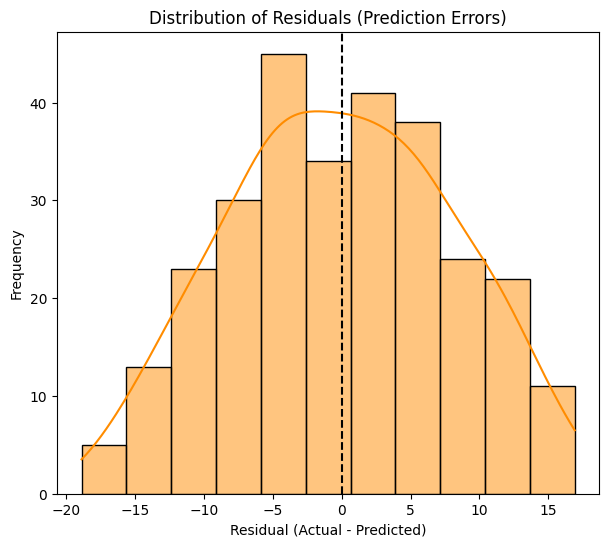 Distribution of Residuals (Prediction Errors)
Frequency
40
30
20
10
0
−20 −15 −10 −5 0 5 10 15
Residual (Actual - Predicted)